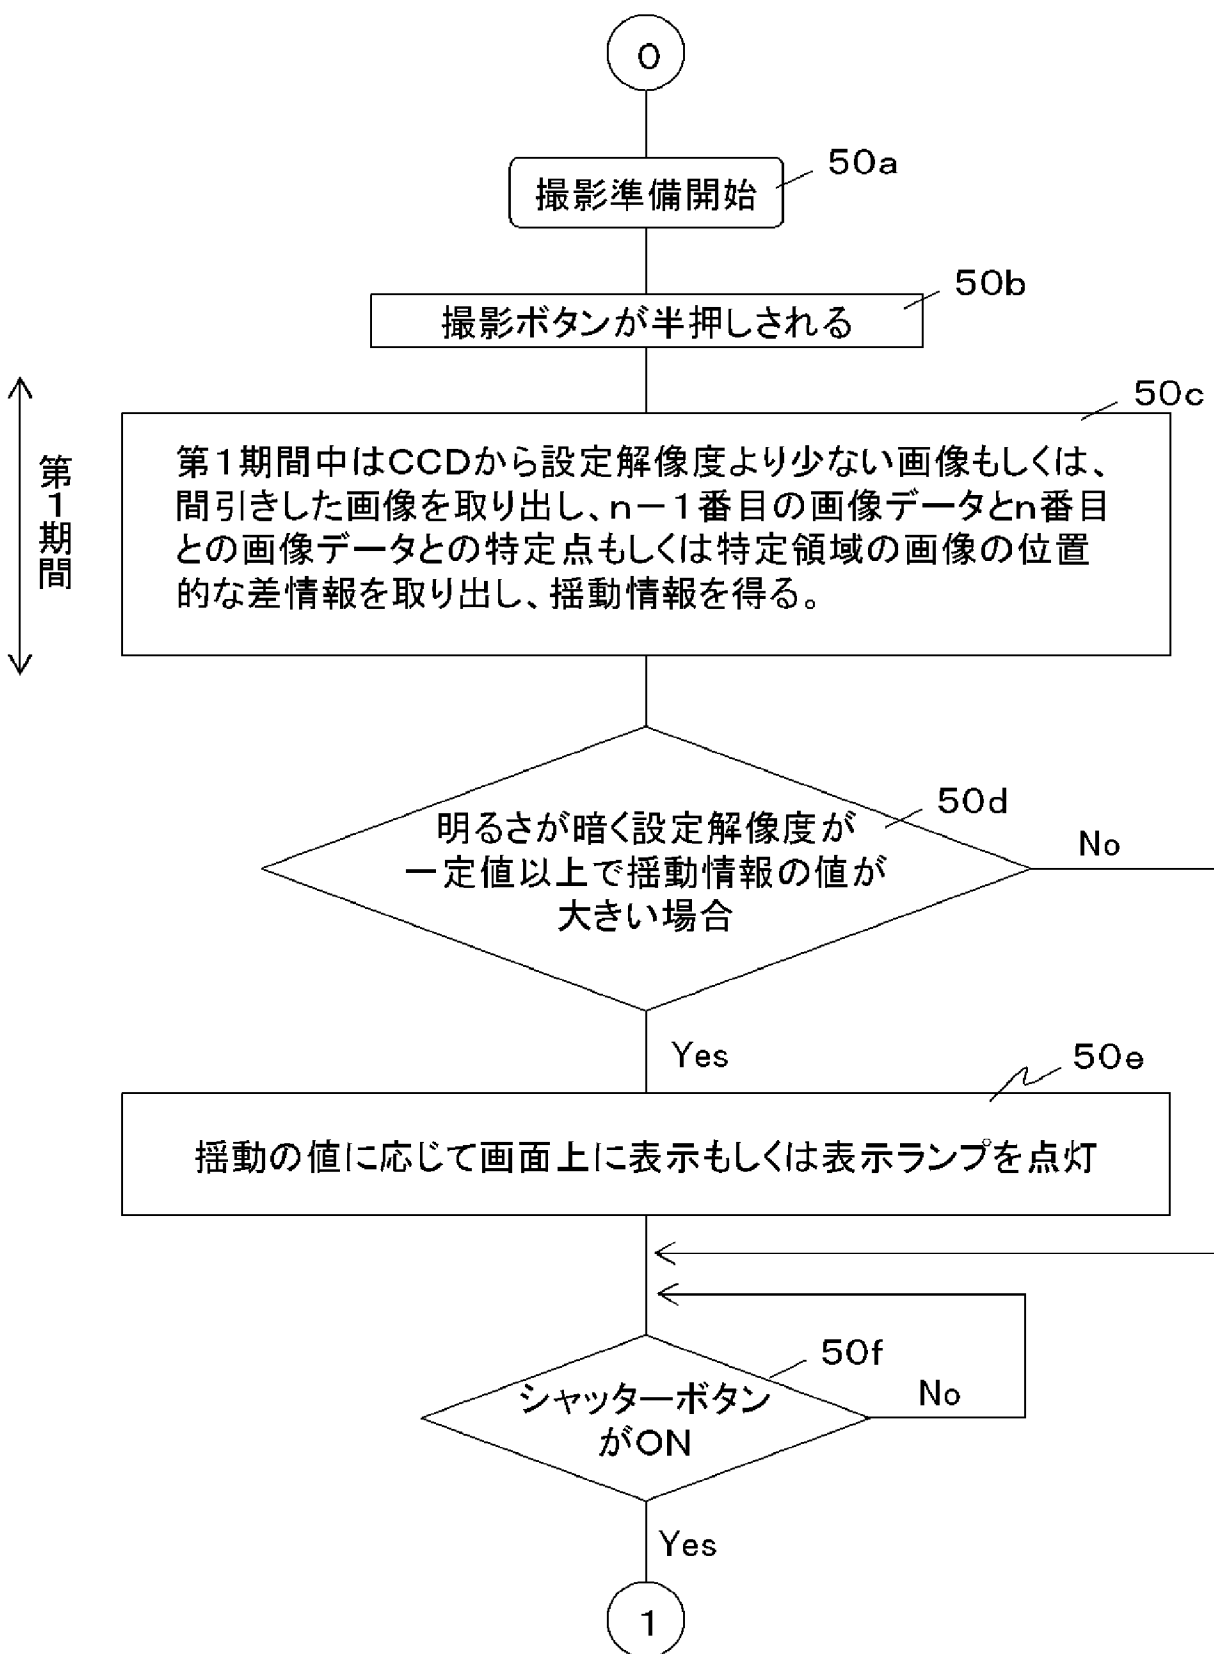 0
50a
撮影準備開始
50b
撮影ボタンが半押しされる
50c
第1期間
第1期間中はCCDから設定解像度より少ない画像もしくは、
間引きした画像を取り出し、n－1番目の画像データとn番目
との画像データとの特定点もしくは特定領域の画像の位置
的な差情報を取り出し、揺動情報を得る。
50d
明るさが暗く設定解像度が
一定値以上で揺動情報の値が
大きい場合
No
Yes
50e
揺動の値に応じて画面上に表示もしくは表示ランプを点灯
50f
シャッターボタン
がON
No
Yes
1